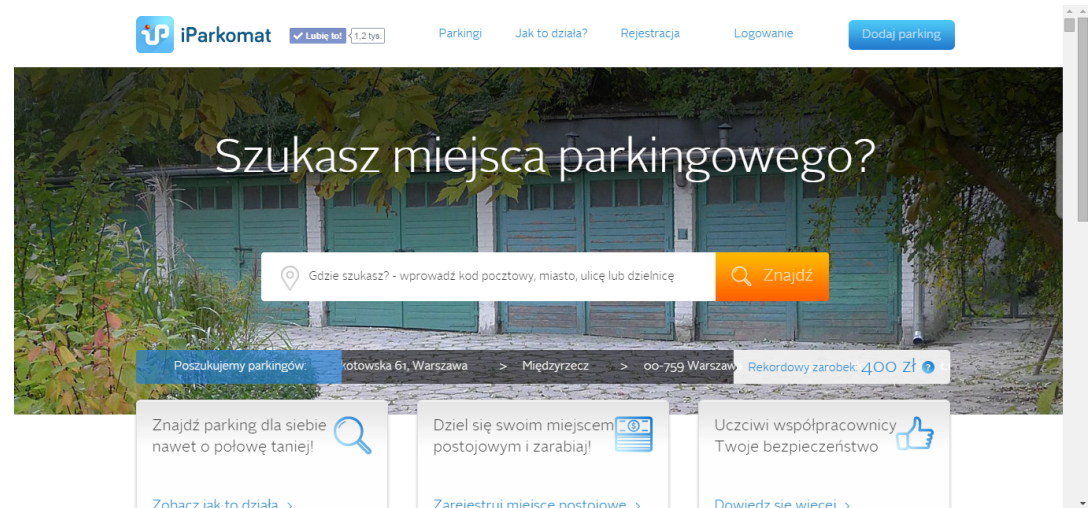 iParkomat
Lubię to! 1,2 tys.
Parkingi
Jak to działa?
Rejestracja
Logowanie
Dodaj parking
Szukasz miejsca parkingowego?
Gdzie szukasz? - wprowadź kod pocztowy, miasto, ulicę lub dzielnicę
Znajdź
Poszukujemy parkingów: kotowska 61, Warszawa > Międzyrzecz > 00-759 Warszaw
Rekordowy zarobek: 400 zł ?
Znajdź parking dla siebie
nawet o połowę taniej!
Zobacz jak to działa >
Dziel się swoim miejscem
postojowym i zarabiaj!
Zarejestruj miejsce postojowe >
Uczciwi współpracownicy
Twoje bezpieczeństwo
Dowiedz się więcej >